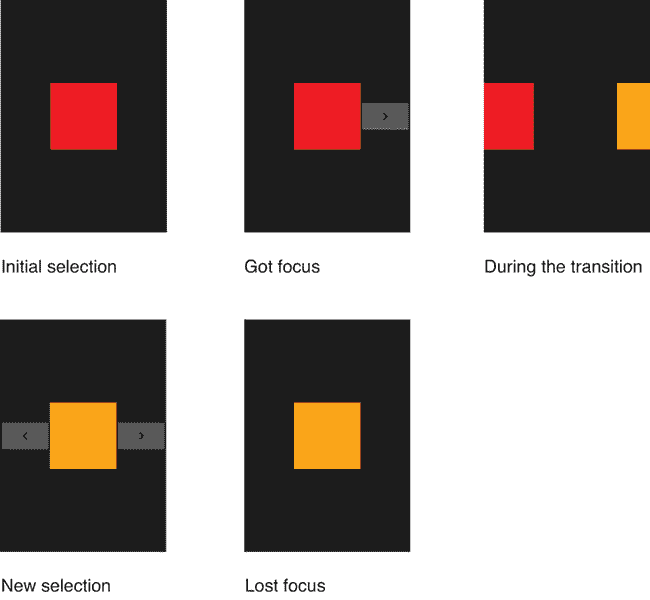 ›
Initial selection
Got focus
During the transition
‹
›
New selection
Lost focus